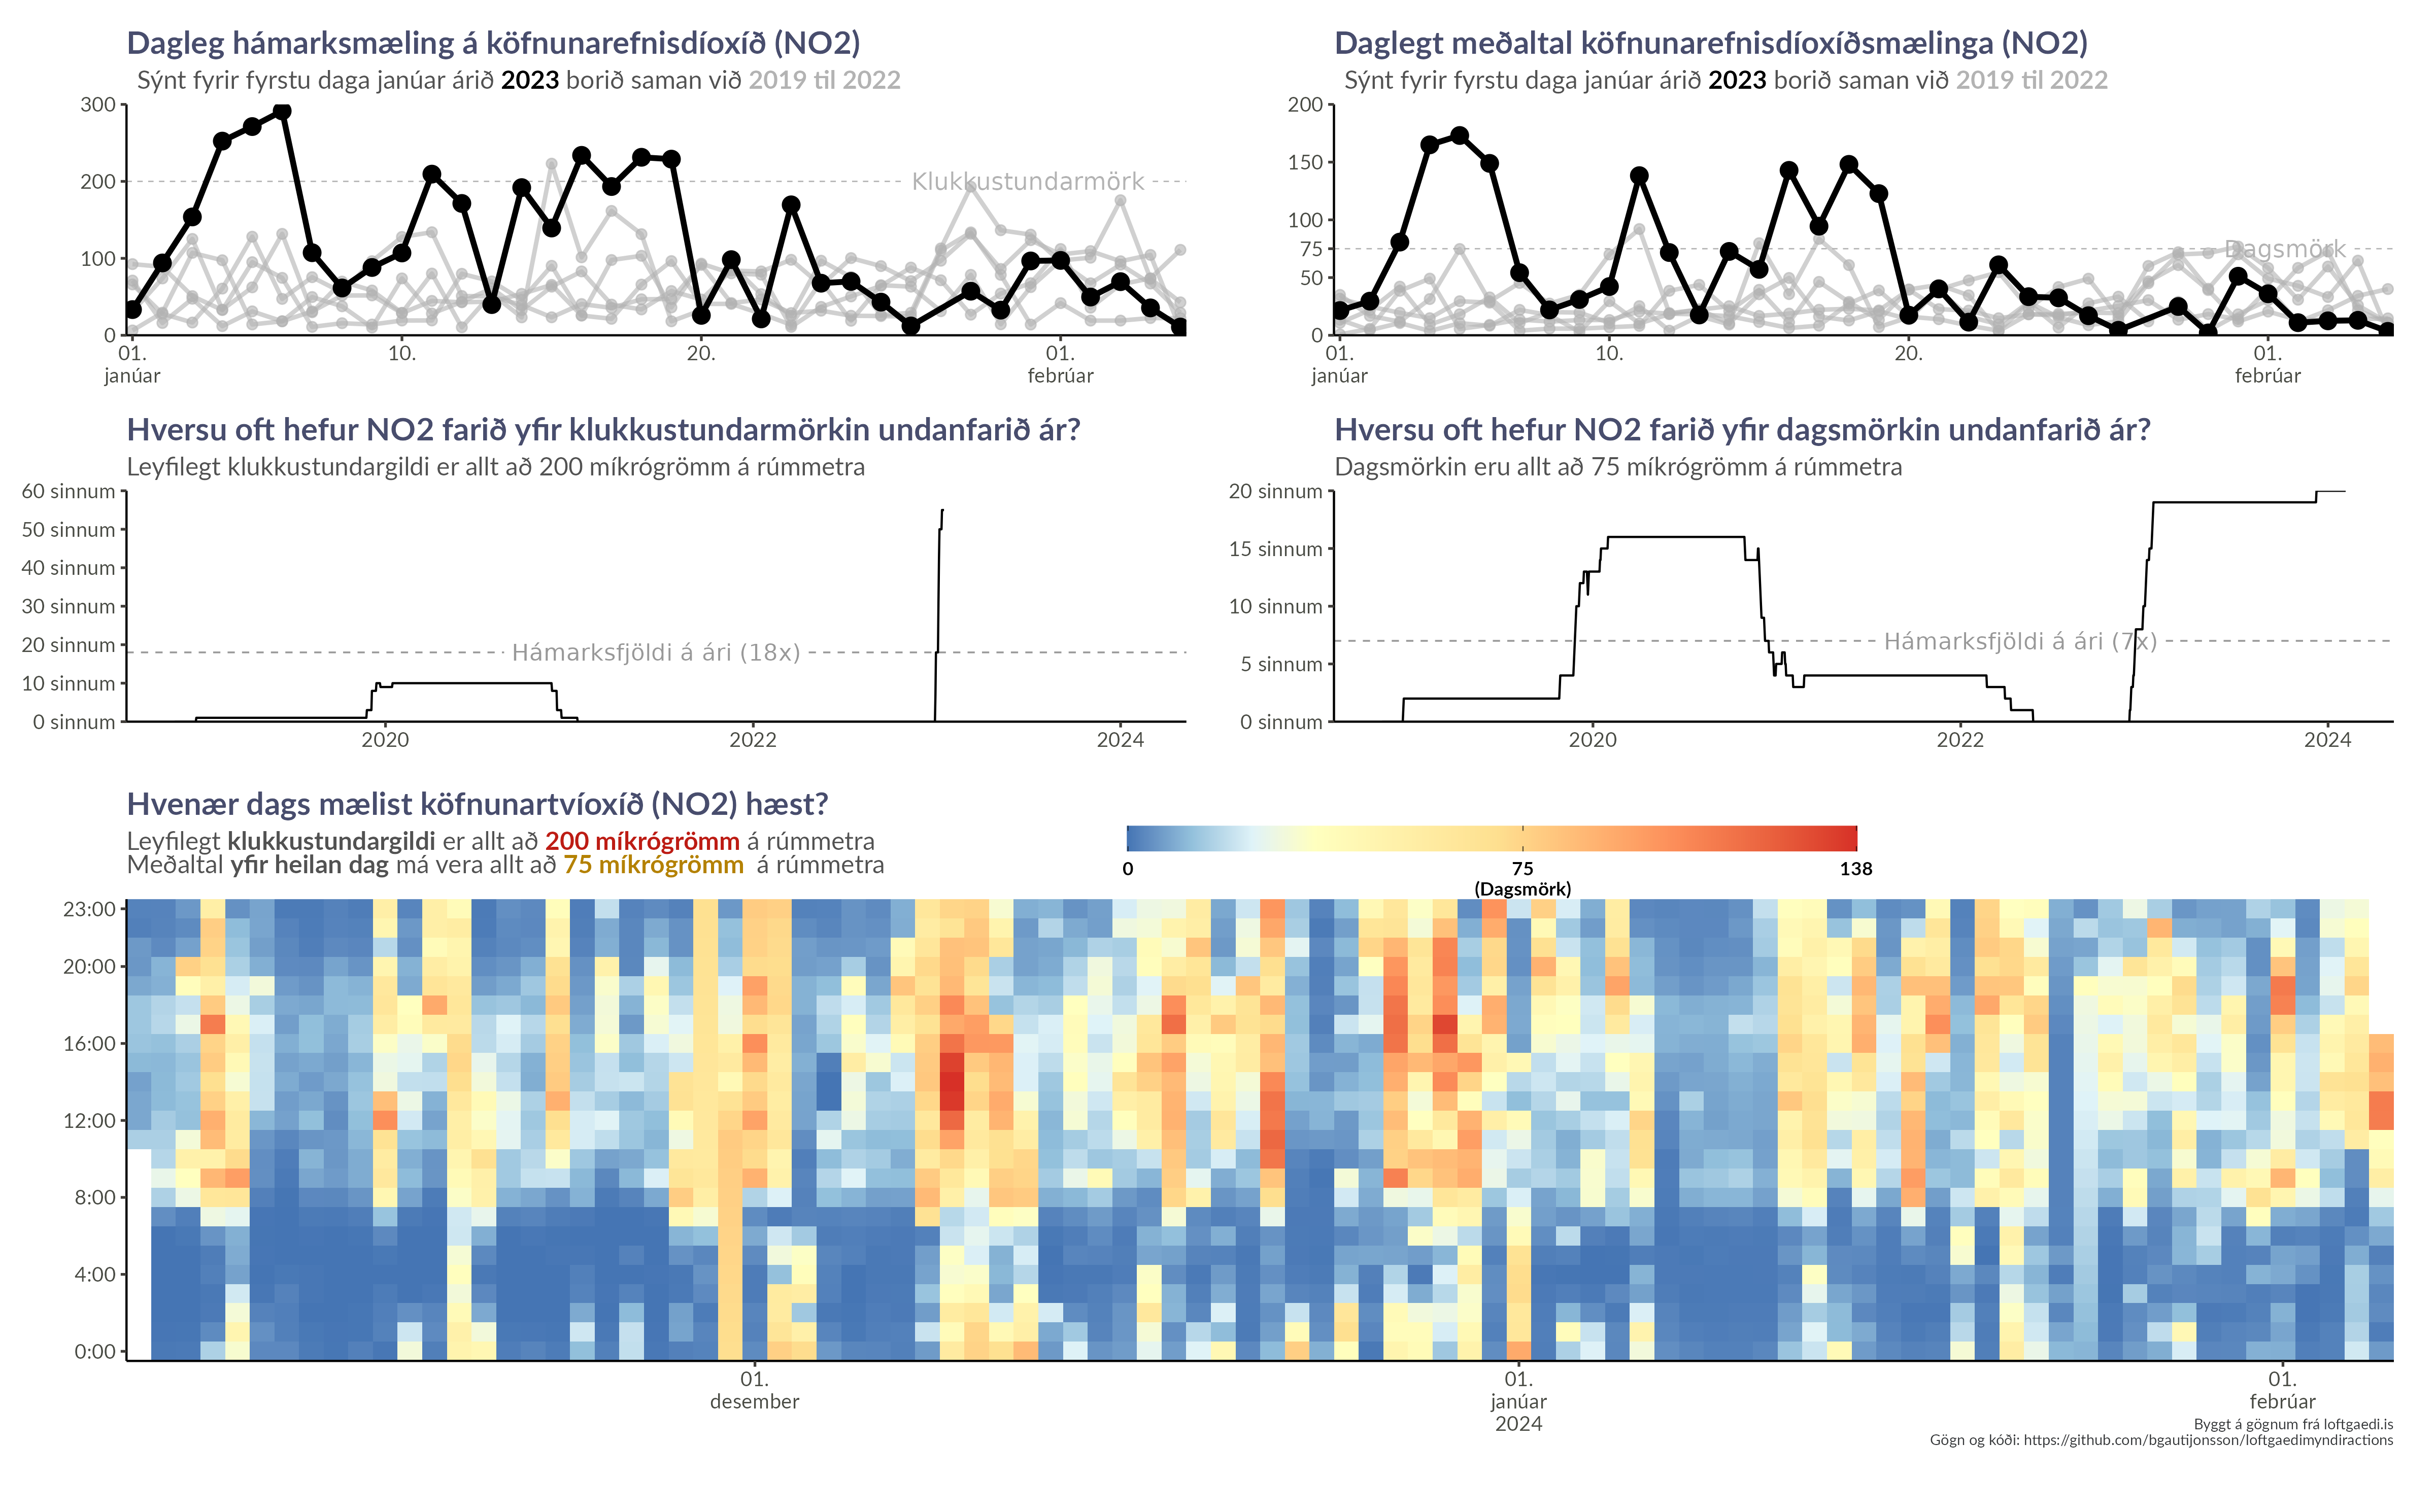 Dagleg hámarksmæling á köfnunarefnisdíoxíð (NO2)
Sýnt fyrir fyrstu daga janúar árið 2023 borið saman við 2019 til 2022
300
200
100
0
Klukkustundarmörk
01.
janúar
10.
20.
01.
febrúar
Daglegt meðaltal köfnunarefnisdíoxíðsmælinga (NO2)
Sýnt fyrir fyrstu daga janúar árið 2023 borið saman við 2019 til 2022
200
150
100
75
50
0
Dagsmörk
01.
janúar
10.
20.
01.
febrúar
Hversu oft hefur NO2 farið yfir klukkustundarmörkin undanfarið ár?
Leyfilegt klukkustundargildi er allt að 200 míkrógrömm á rúmmetra
60 sinnum
50 sinnum
40 sinnum
30 sinnum
20 sinnum
10 sinnum
0 sinnum
Hámarksfjöldi á ári (18x)
2020
2022
2024
Hversu oft hefur NO2 farið yfir dagsmörkin undanfarið ár?
Dagsmörkin eru allt að 75 míkrógrömm á rúmmetra
20 sinnum
15 sinnum
10 sinnum
5 sinnum
0 sinnum
Hámarksfjöldi á ári (7x)
2020
2022
2024
Hvenær dags mælist köfnunartvíoxíð (NO2) hæst?
Leyfilegt klukkustundargildi er allt að 200 míkrógrömm á rúmmetra
Meðaltal yfir heilan dag má vera allt að 75 míkrógrömm á rúmmetra
0
75
(Dagsmörk)
138
23:00
20:00
16:00
12:00
8:00
4:00
0:00
01.
desember
01.
janúar
2024
01.
febrúar
Byggt á gögnum frá loftgaedi.is
Gögn og kóði: https://github.com/bgautijonsson/loftgaedimyndiractions